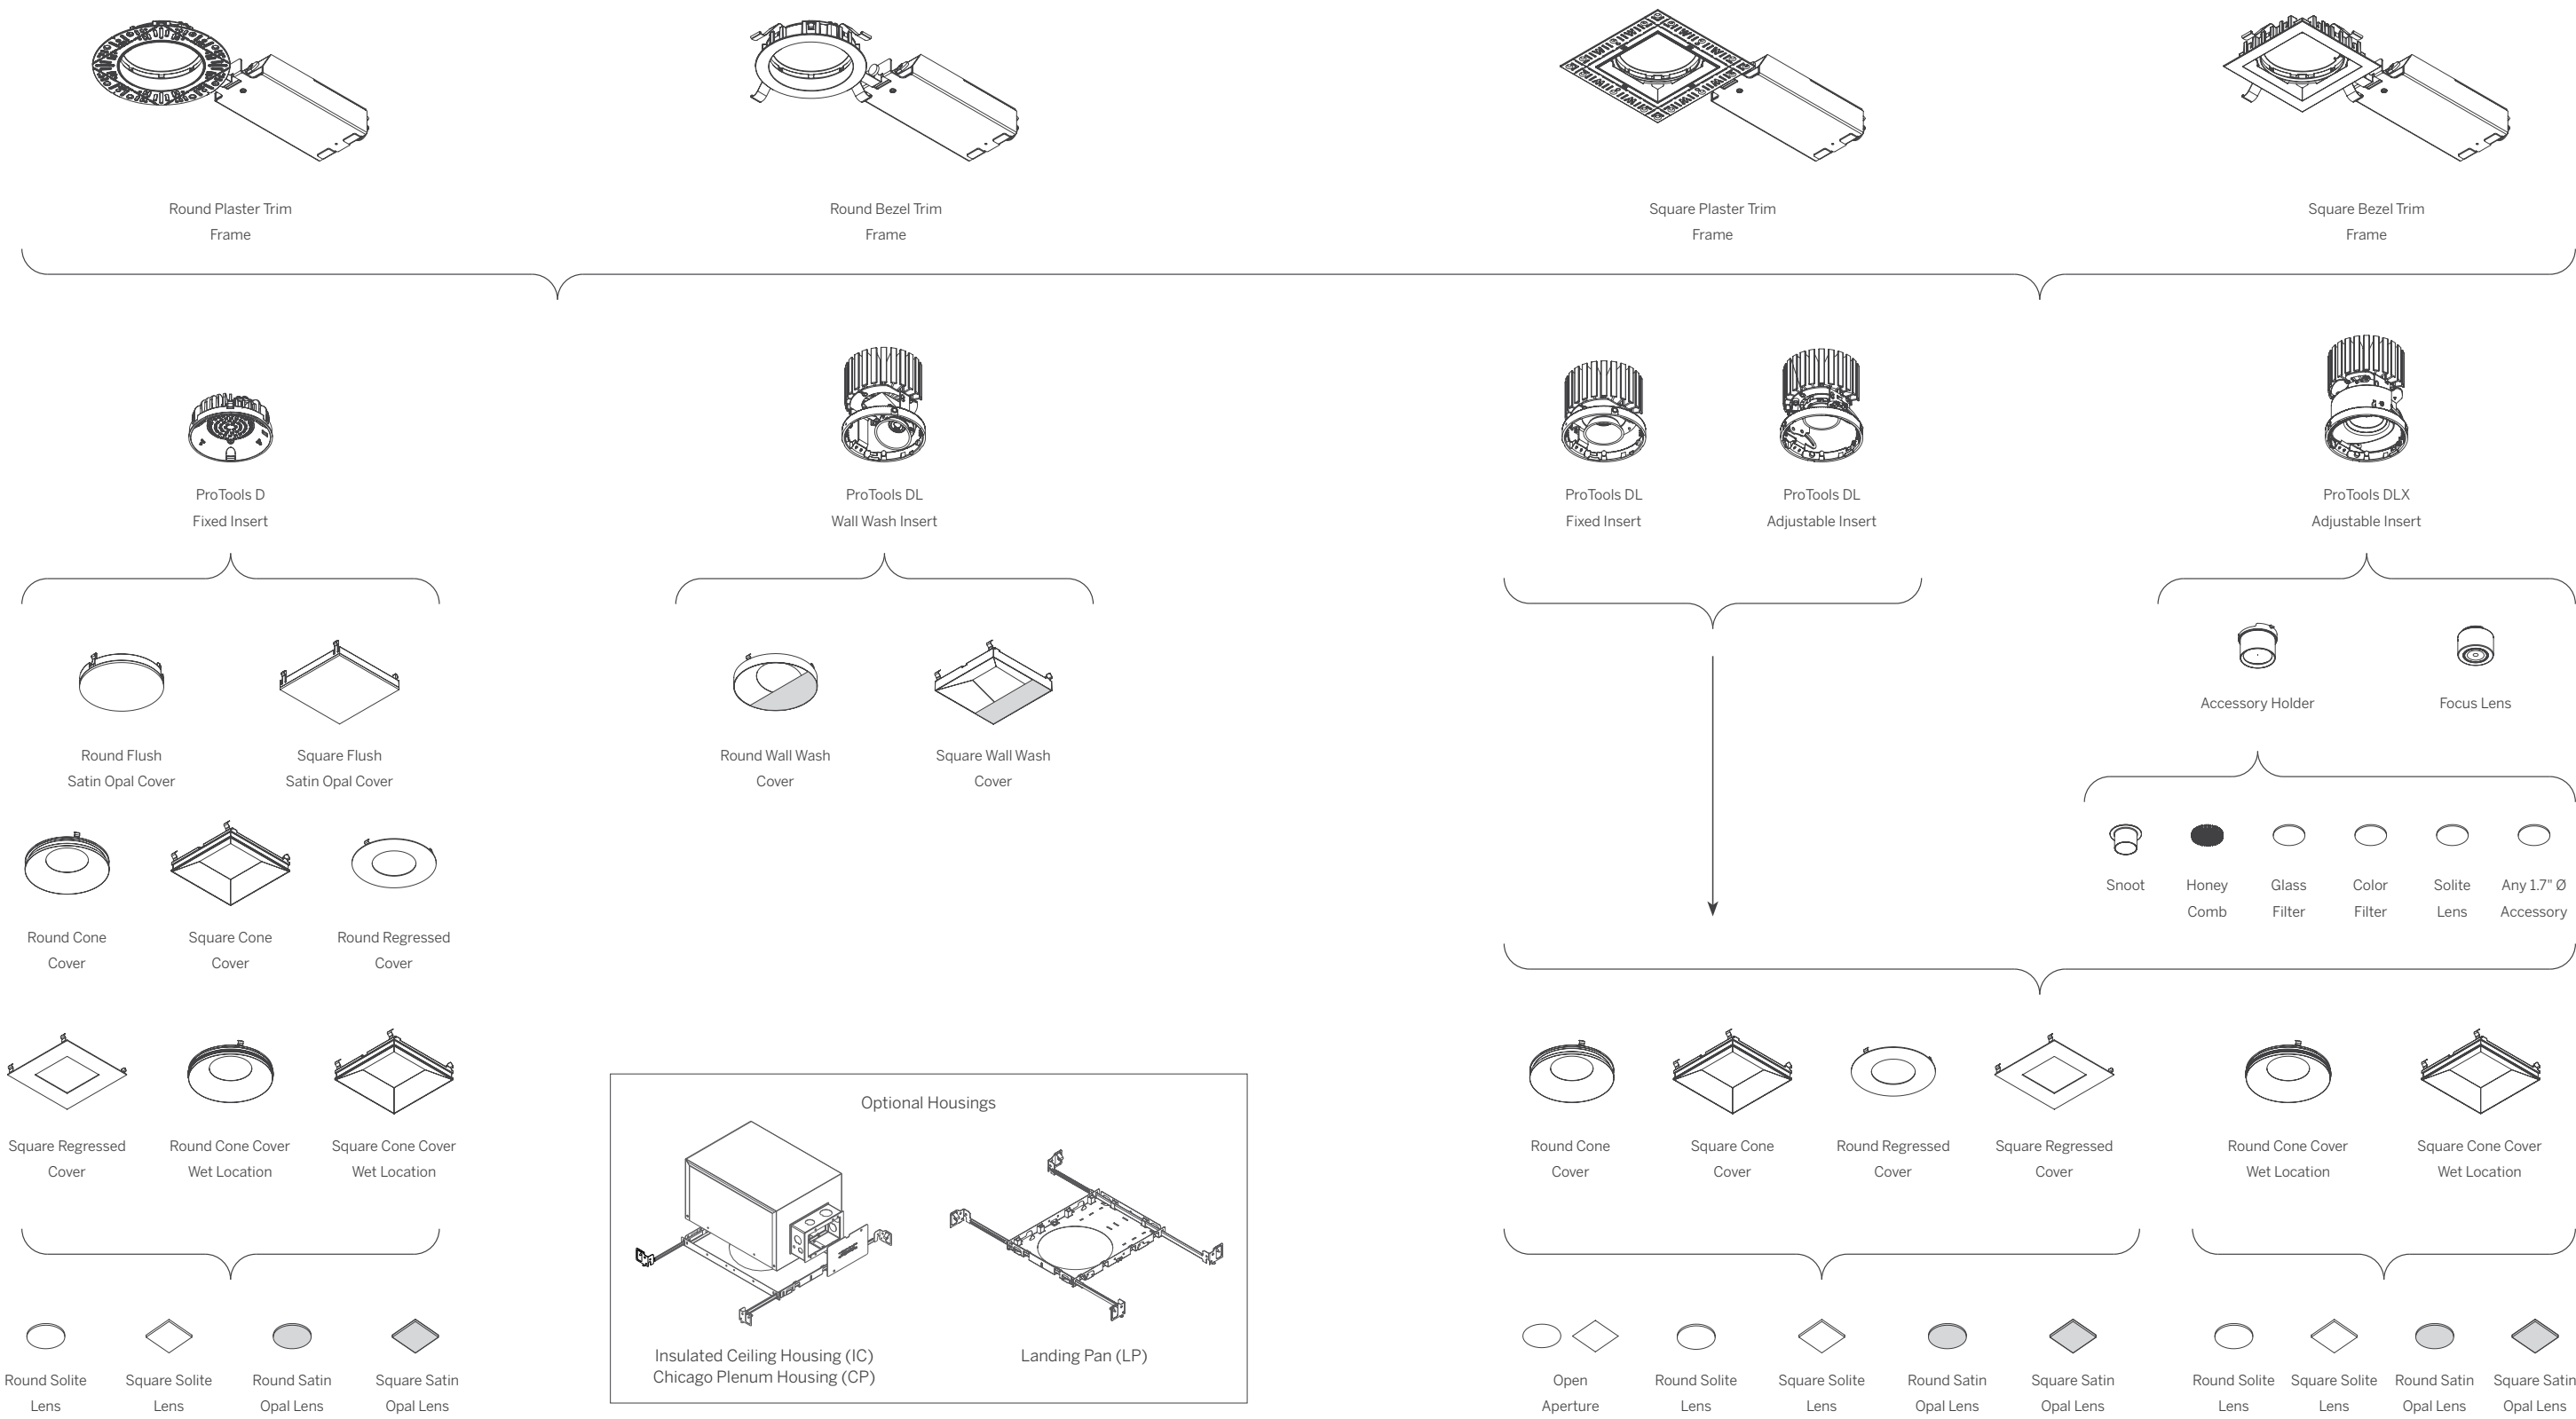 Round Plaster Trim
Frame
Round Bezel Trim
Frame
Square Plaster Trim
Frame
Square Bezel Trim
Frame
ProTools D
Fixed Insert
ProTools DL
Wall Wash Insert
ProTools DL
Fixed Insert
ProTools DL
Adjustable Insert
ProTools DLX
Adjustable Insert
Accessory Holder
Focus Lens
Round Flush
Satin Opal Cover
Square Flush
Satin Opal Cover
Round Wall Wash
Cover
Square Wall Wash
Cover
Snoot
Honey
Comb
Glass
Filter
Color
Filter
Solite
Lens
Any 1.7" Ø
Accessory
Round Cone
Cover
Square Cone
Cover
Round Regressed
Cover
Square Regressed
Cover
Round Cone Cover
Wet Location
Square Cone Cover
Wet Location
Optional Housings
Insulated Ceiling Housing (IC)
Chicago Plenum Housing (CP)
Landing Pan (LP)
Round Cone
Cover
Square Cone
Cover
Round Regressed
Cover
Square Regressed
Cover
Round Cone Cover
Wet Location
Square Cone Cover
Wet Location
Round Solite
Lens
Square Solite
Lens
Round Satin
Opal Lens
Square Satin
Opal Lens
Open
Aperture
Round Solite
Lens
Square Solite
Lens
Round Satin
Opal Lens
Square Satin
Opal Lens
Round Solite
Lens
Square Solite
Lens
Round Satin
Opal Lens
Square Satin
Opal Lens